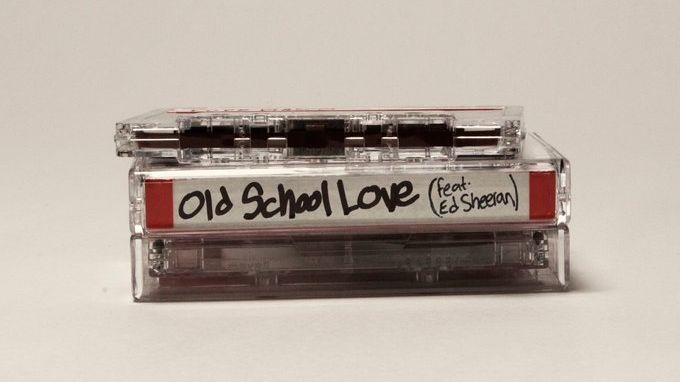 Old School Love (feat.
Ed Sheeran)